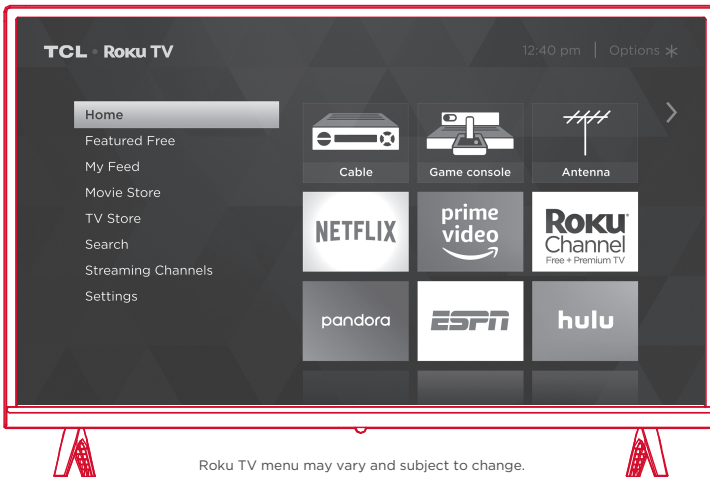 TCL • Roku TV
12:40 pm | Options *
Home
Featured Free
My Feed
Movie Store
TV Store
Search
Streaming Channels
Settings
Cable
Game console
Antenna
NETFLIX
prime
video
Roku
Channel
Free + Premium TV
pandora
ESPN
hulu
Roku TV menu may vary and subject to change.